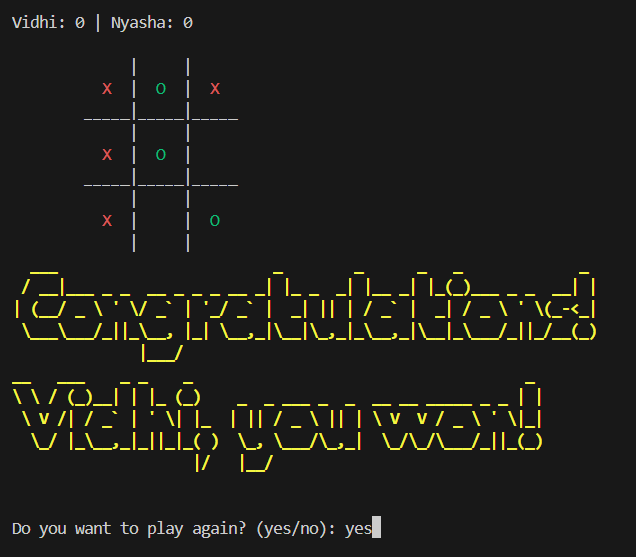 Vidhi: 0 | Nyasha: 0
X | O | X
X | O |
X | | O
Congratulations!
Vidhi, you won!
Do you want to play again? (yes/no): yes